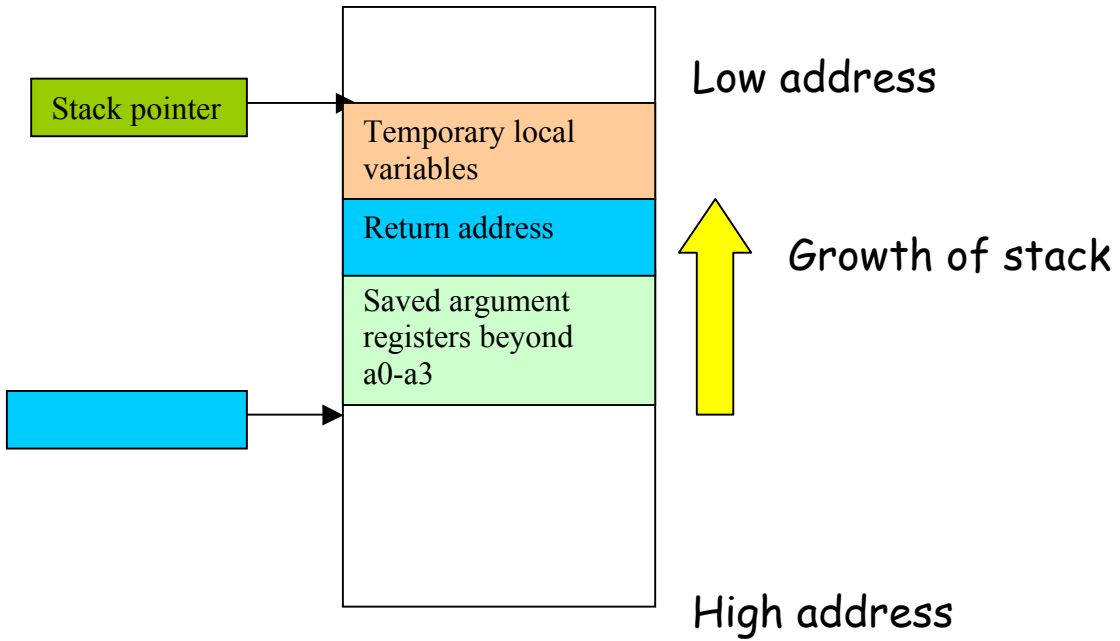 Low address
Stack pointer
Temporary local
variables
Return address
Growth of stack
Saved argument
registers beyond
a0-a3
High address